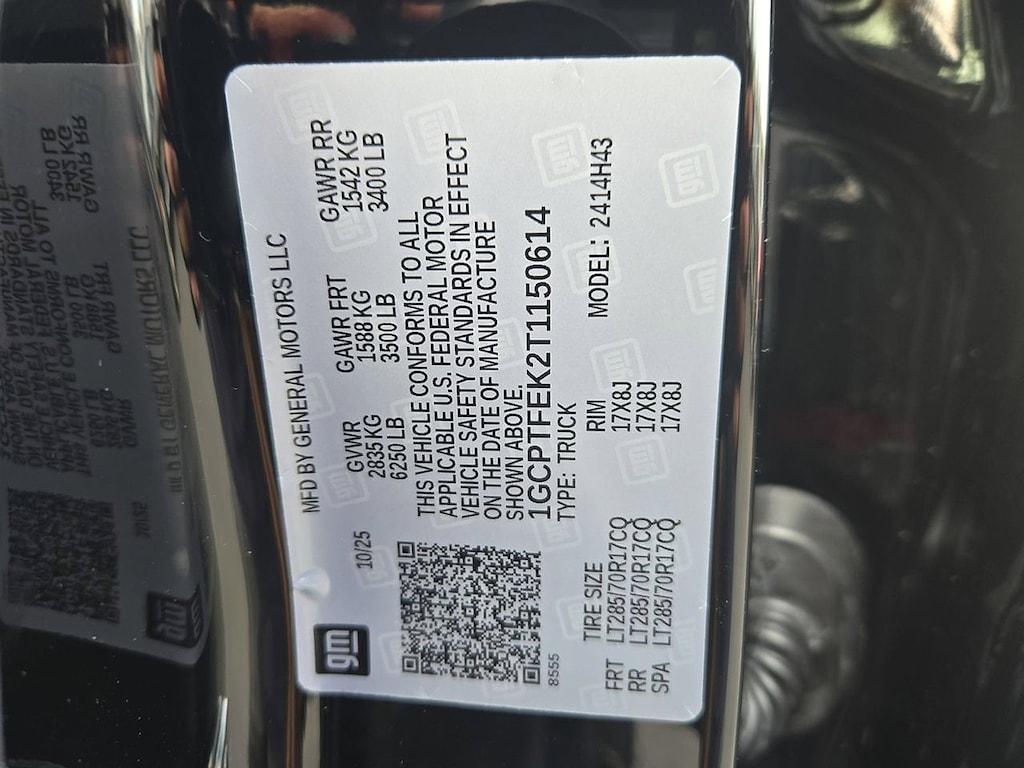 gm
MFD BY GENERAL MOTORS LLC
10/25
GVWR GAWR FRT GAWR RR
2835 KG 1588 KG 1542 KG
6250 LB 3500 LB 3400 LB
THIS VEHICLE CONFORMS TO ALL
APPLICABLE U.S. FEDERAL MOTOR
VEHICLE SAFETY STANDARDS IN EFFECT
ON THE DATE OF MANUFACTURE
SHOWN ABOVE.
1GCPTFEK2T1150614
TYPE: TRUCK MODEL: 2414H43
8555
TIRE SIZE RIM
FRT LT285/70R17CQ 17X8J
RR LT285/70R17CQ 17X8J
SPA LT285/70R17CQ 17X8J